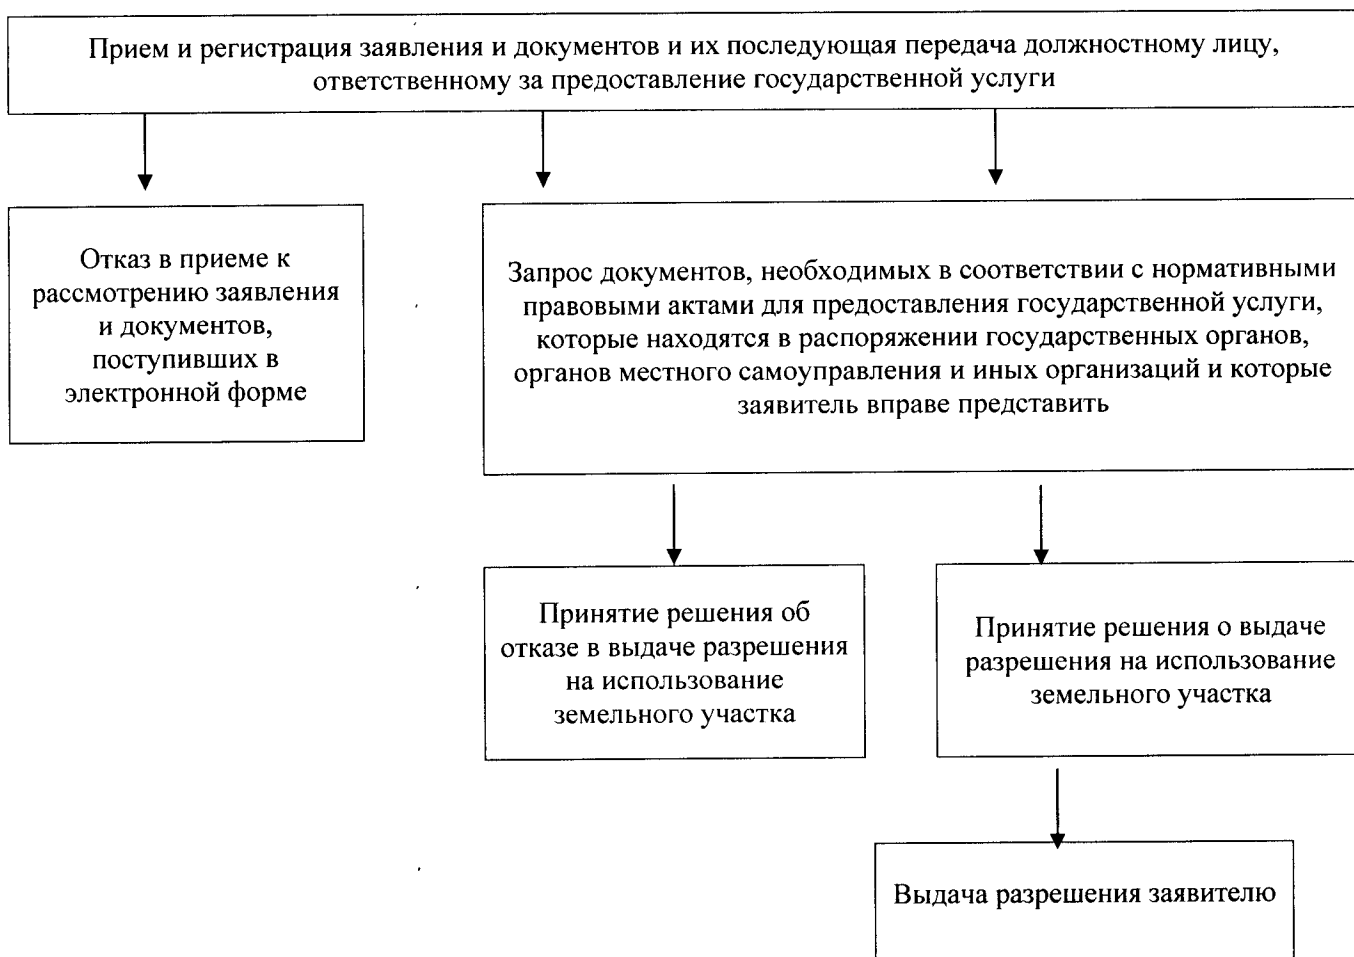 Прием и регистрация заявления и документов и их последующая передача должностному лицу,
ответственному за предоставление государственной услуги
Отказ в приеме к
рассмотрению заявления
и документов,
поступивших в
электронной форме
Запрос документов, необходимых в соответствии с нормативными
правовыми актами для предоставления государственной услуги,
которые находятся в распоряжении государственных органов,
органов местного самоуправления и иных организаций и которые
заявитель вправе представить
Принятие решения об
отказе в выдаче разрешения
на использование
земельного участка
Принятие решения о выдаче
разрешения на использование
земельного участка
Выдача разрешения заявителю